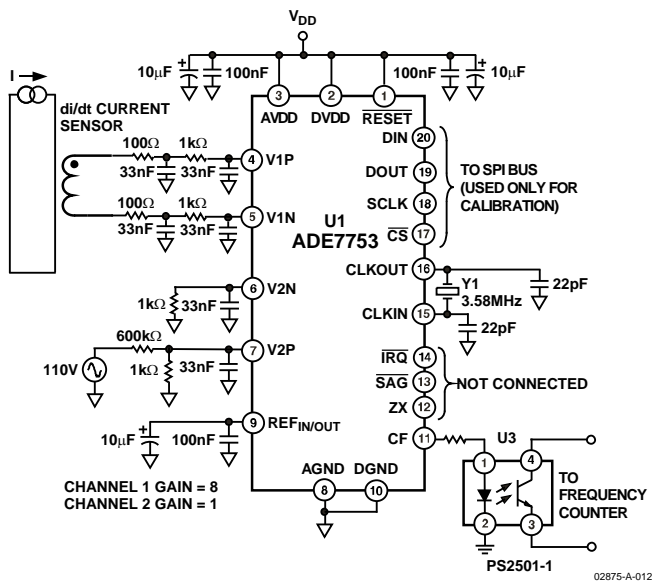 VDD
I
10μF
100nF
100nF
10μF
di/dt CURRENT
SENSOR
3
2
1
AVDD
DVDD
RESET
100Ω
1kΩ
33nF
33nF
4
V1P
100Ω
1kΩ
33nF
33nF
5
V1N
U1
ADE7753
DIN
20
DOUT
19
SCLK
18
CS
17
TO SPI BUS
(USED ONLY FOR
CALIBRATION)
CLKOUT
16
Y1
3.58MHz
22pF
CLKIN
15
22pF
6
V2N
1kΩ
33nF
600kΩ
7
V2P
110V
1kΩ
33nF
IRQ
14
SAG
13
ZX
12
NOT CONNECTED
9
REFIN/OUT
10μF
100nF
CF
11
U3
1
4
2
3
TO
FREQUENCY
COUNTER
PS2501-1
AGND
DGND
8
10
CHANNEL 1 GAIN = 8
CHANNEL 2 GAIN = 1
02875-A-012